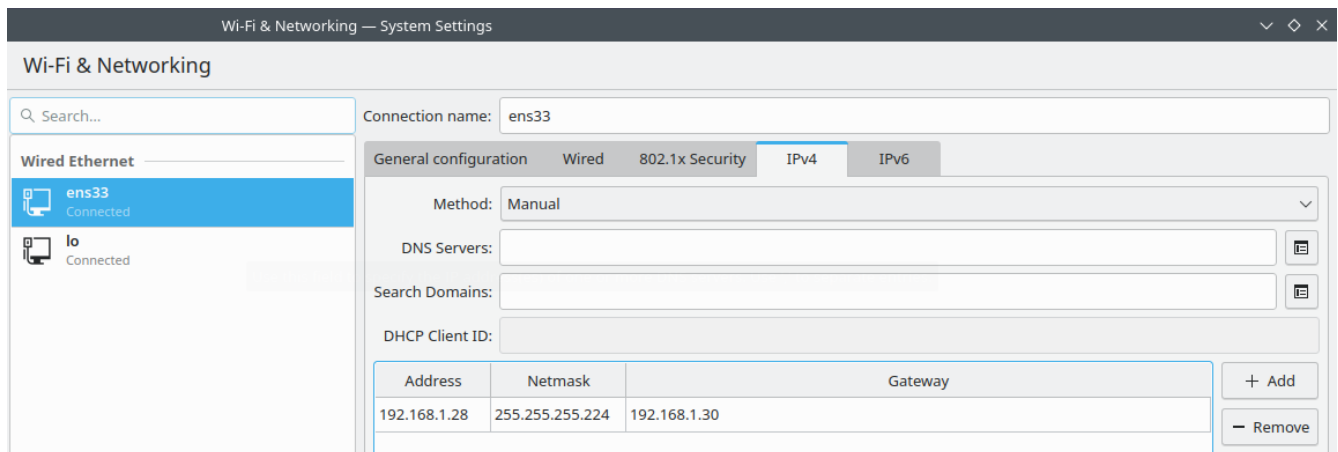 Wi-Fi & Networking — System Settings
Wi-Fi & Networking
Search...
Wired Ethernet
ens33
Connected
lo
Connected
Connection name: ens33
General configuration Wired 802.1x Security IPv4 IPv6
Method: Manual
DNS Servers:
Search Domains:
DHCP Client ID:
Address Netmask Gateway
192.168.1.28 255.255.255.224 192.168.1.30
+ Add
− Remove